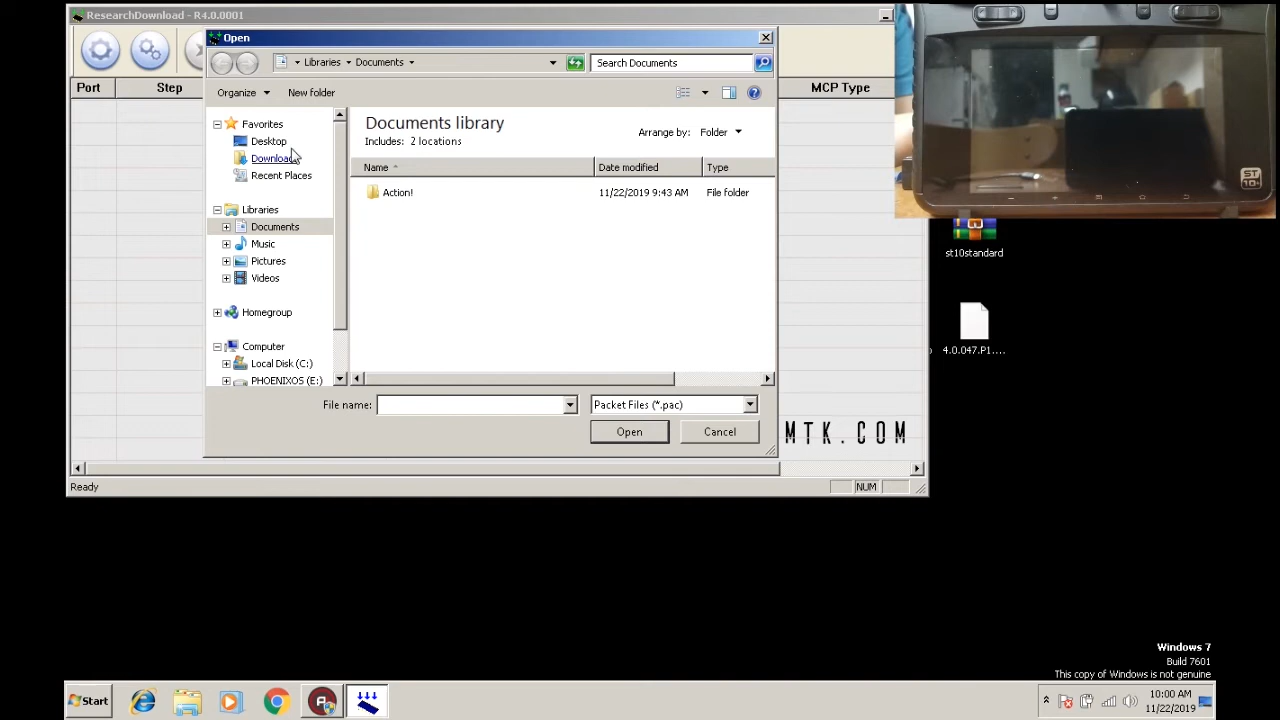 ResearchDownload - R4.0.0001
Port
Step
MCP Type
Open
Libraries
Documents
Search Documents
Organize
New folder
Favorites
Desktop
Downloads
Recent Places
Libraries
Documents
Music
Pictures
Videos
Homegroup
Computer
Local Disk (C:)
PHOENIXOS (E:)
Documents library
Includes: 2 locations
Arrange by: Folder
Name
Date modified
Type
Action!
11/22/2019 9:43 AM
File folder
File name:
Packet Files (*.pac)
Open
Cancel
MTK.COM
Ready
NUM
ST
10+
st10standard
4.0.047.P1....
Windows 7
Build 7601
This copy of Windows is not genuine
Start
10:00 AM
11/22/2019